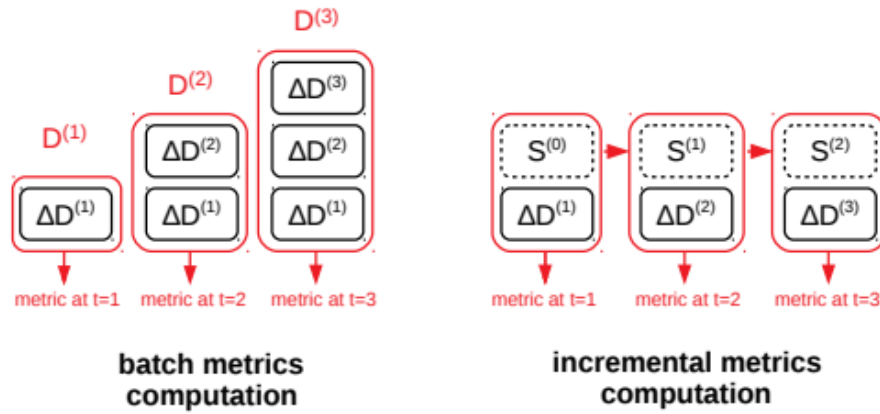 D⁽¹⁾
ΔD⁽¹⁾
metric at t=1
D⁽²⁾
ΔD⁽²⁾
ΔD⁽¹⁾
metric at t=2
D⁽³⁾
ΔD⁽³⁾
ΔD⁽²⁾
ΔD⁽¹⁾
metric at t=3
batch metrics
computation
S⁽⁰⁾
ΔD⁽¹⁾
metric at t=1
S⁽¹⁾
ΔD⁽²⁾
metric at t=2
S⁽²⁾
ΔD⁽³⁾
metric at t=3
incremental metrics
computation